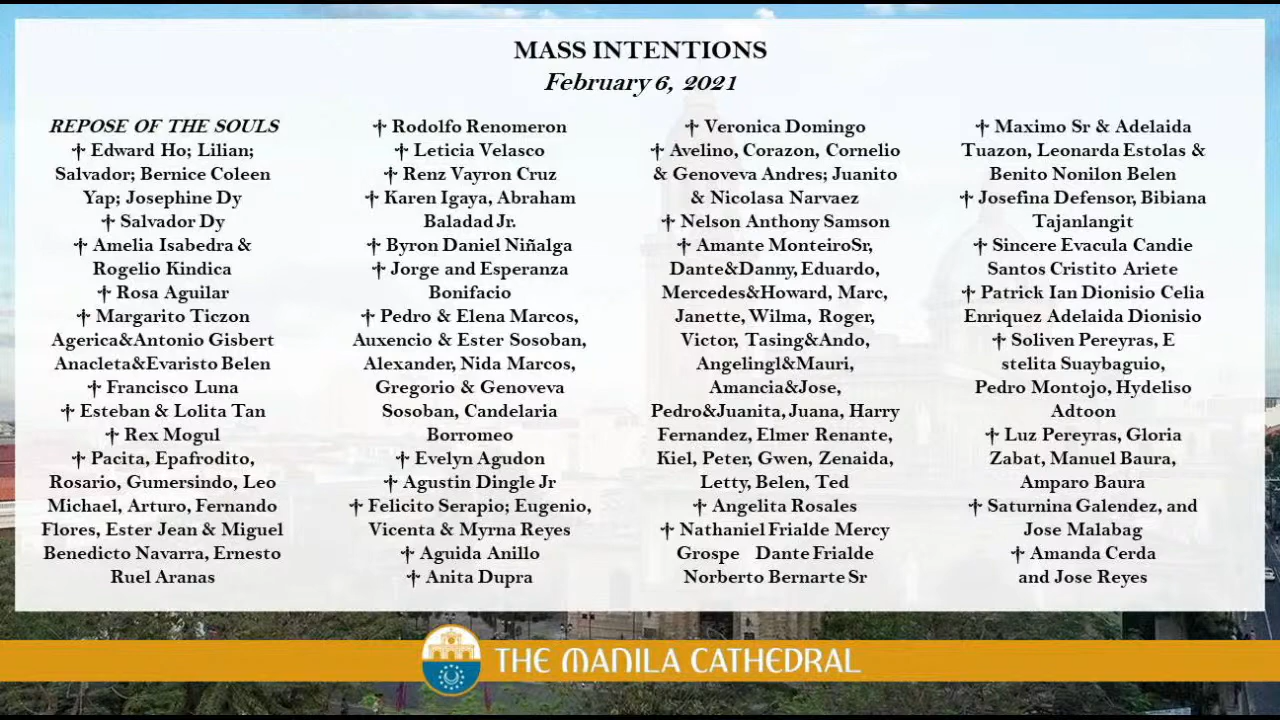 MASS INTENTIONS
February 6, 2021
REPOSE OF THE SOULS
✝ Edward Ho; Lilian;
Salvador; Bernice Coleen
Yap; Josephine Dy
✝ Salvador Dy
✝ Amelia Isabedra &
Rogelio Kindica
✝ Rosa Aguilar
✝ Margarito Ticzon
Agerica&Antonio Gisbert
Anacleta&Evaristo Belen
✝ Francisco Luna
✝ Esteban & Lolita Tan
✝ Rex Mogul
✝ Pacita, Epafrodito,
Rosario, Gumersindo, Leo
Michael, Arturo, Fernando
Flores, Ester Jean & Miguel
Benedicto Navarra, Ernesto
Ruel Aranas
✝ Rodolfo Renomeron
✝ Leticia Velasco
✝ Renz Vayron Cruz
✝ Karen Igaya, Abraham
Baladad Jr.
✝ Byron Daniel Niñalga
✝ Jorge and Esperanza
Bonifacio
✝ Pedro & Elena Marcos,
Auxencio & Ester Sosoban,
Alexander, Nida Marcos,
Gregorio & Genoveva
Sosoban, Candelaria
Borromeo
✝ Evelyn Agudon
✝ Agustin Dingle Jr
✝ Felicito Serapio; Eugenio,
Vicenta & Myrna Reyes
✝ Aguida Anillo
✝ Anita Dupra
✝ Veronica Domingo
✝ Avelino, Corazon, Cornelio
& Genoveva Andres; Juanito
& Nicolasa Narvaez
✝ Nelson Anthony Samson
✝ Amante MonteiroSr,
Dante&Danny, Eduardo,
Mercedes&Howard, Marc,
Janette, Wilma, Roger,
Victor, Tasing&Ando,
Angelingl&Mauri,
Amancia&Jose,
Pedro&Juanita, Juana, Harry
Fernandez, Elmer Renante,
Kiel, Peter, Gwen, Zenaida,
Letty, Belen, Ted
✝ Angelita Rosales
✝ Nathaniel Frialde Mercy
Grospe Dante Frialde
Norberto Bernarte Sr
✝ Maximo Sr & Adelaida
Tuazon, Leonarda Estolas &
Benito Nonilon Belen
✝ Josefina Defensor, Bibiana
Tajanlangit
✝ Sincere Evacula Candie
Santos Cristito Ariete
✝ Patrick Ian Dionisio Celia
Enriquez Adelaida Dionisio
✝ Soliven Pereyras, E
stelita Suaybaguio,
Pedro Montojo, Hydeliso
Adtoon
✝ Luz Pereyras, Gloria
Zabat, Manuel Baura,
Amparo Baura
✝ Saturnina Galendez, and
Jose Malabag
✝ Amanda Cerda
and Jose Reyes
THE MANILA CATHEDRAL